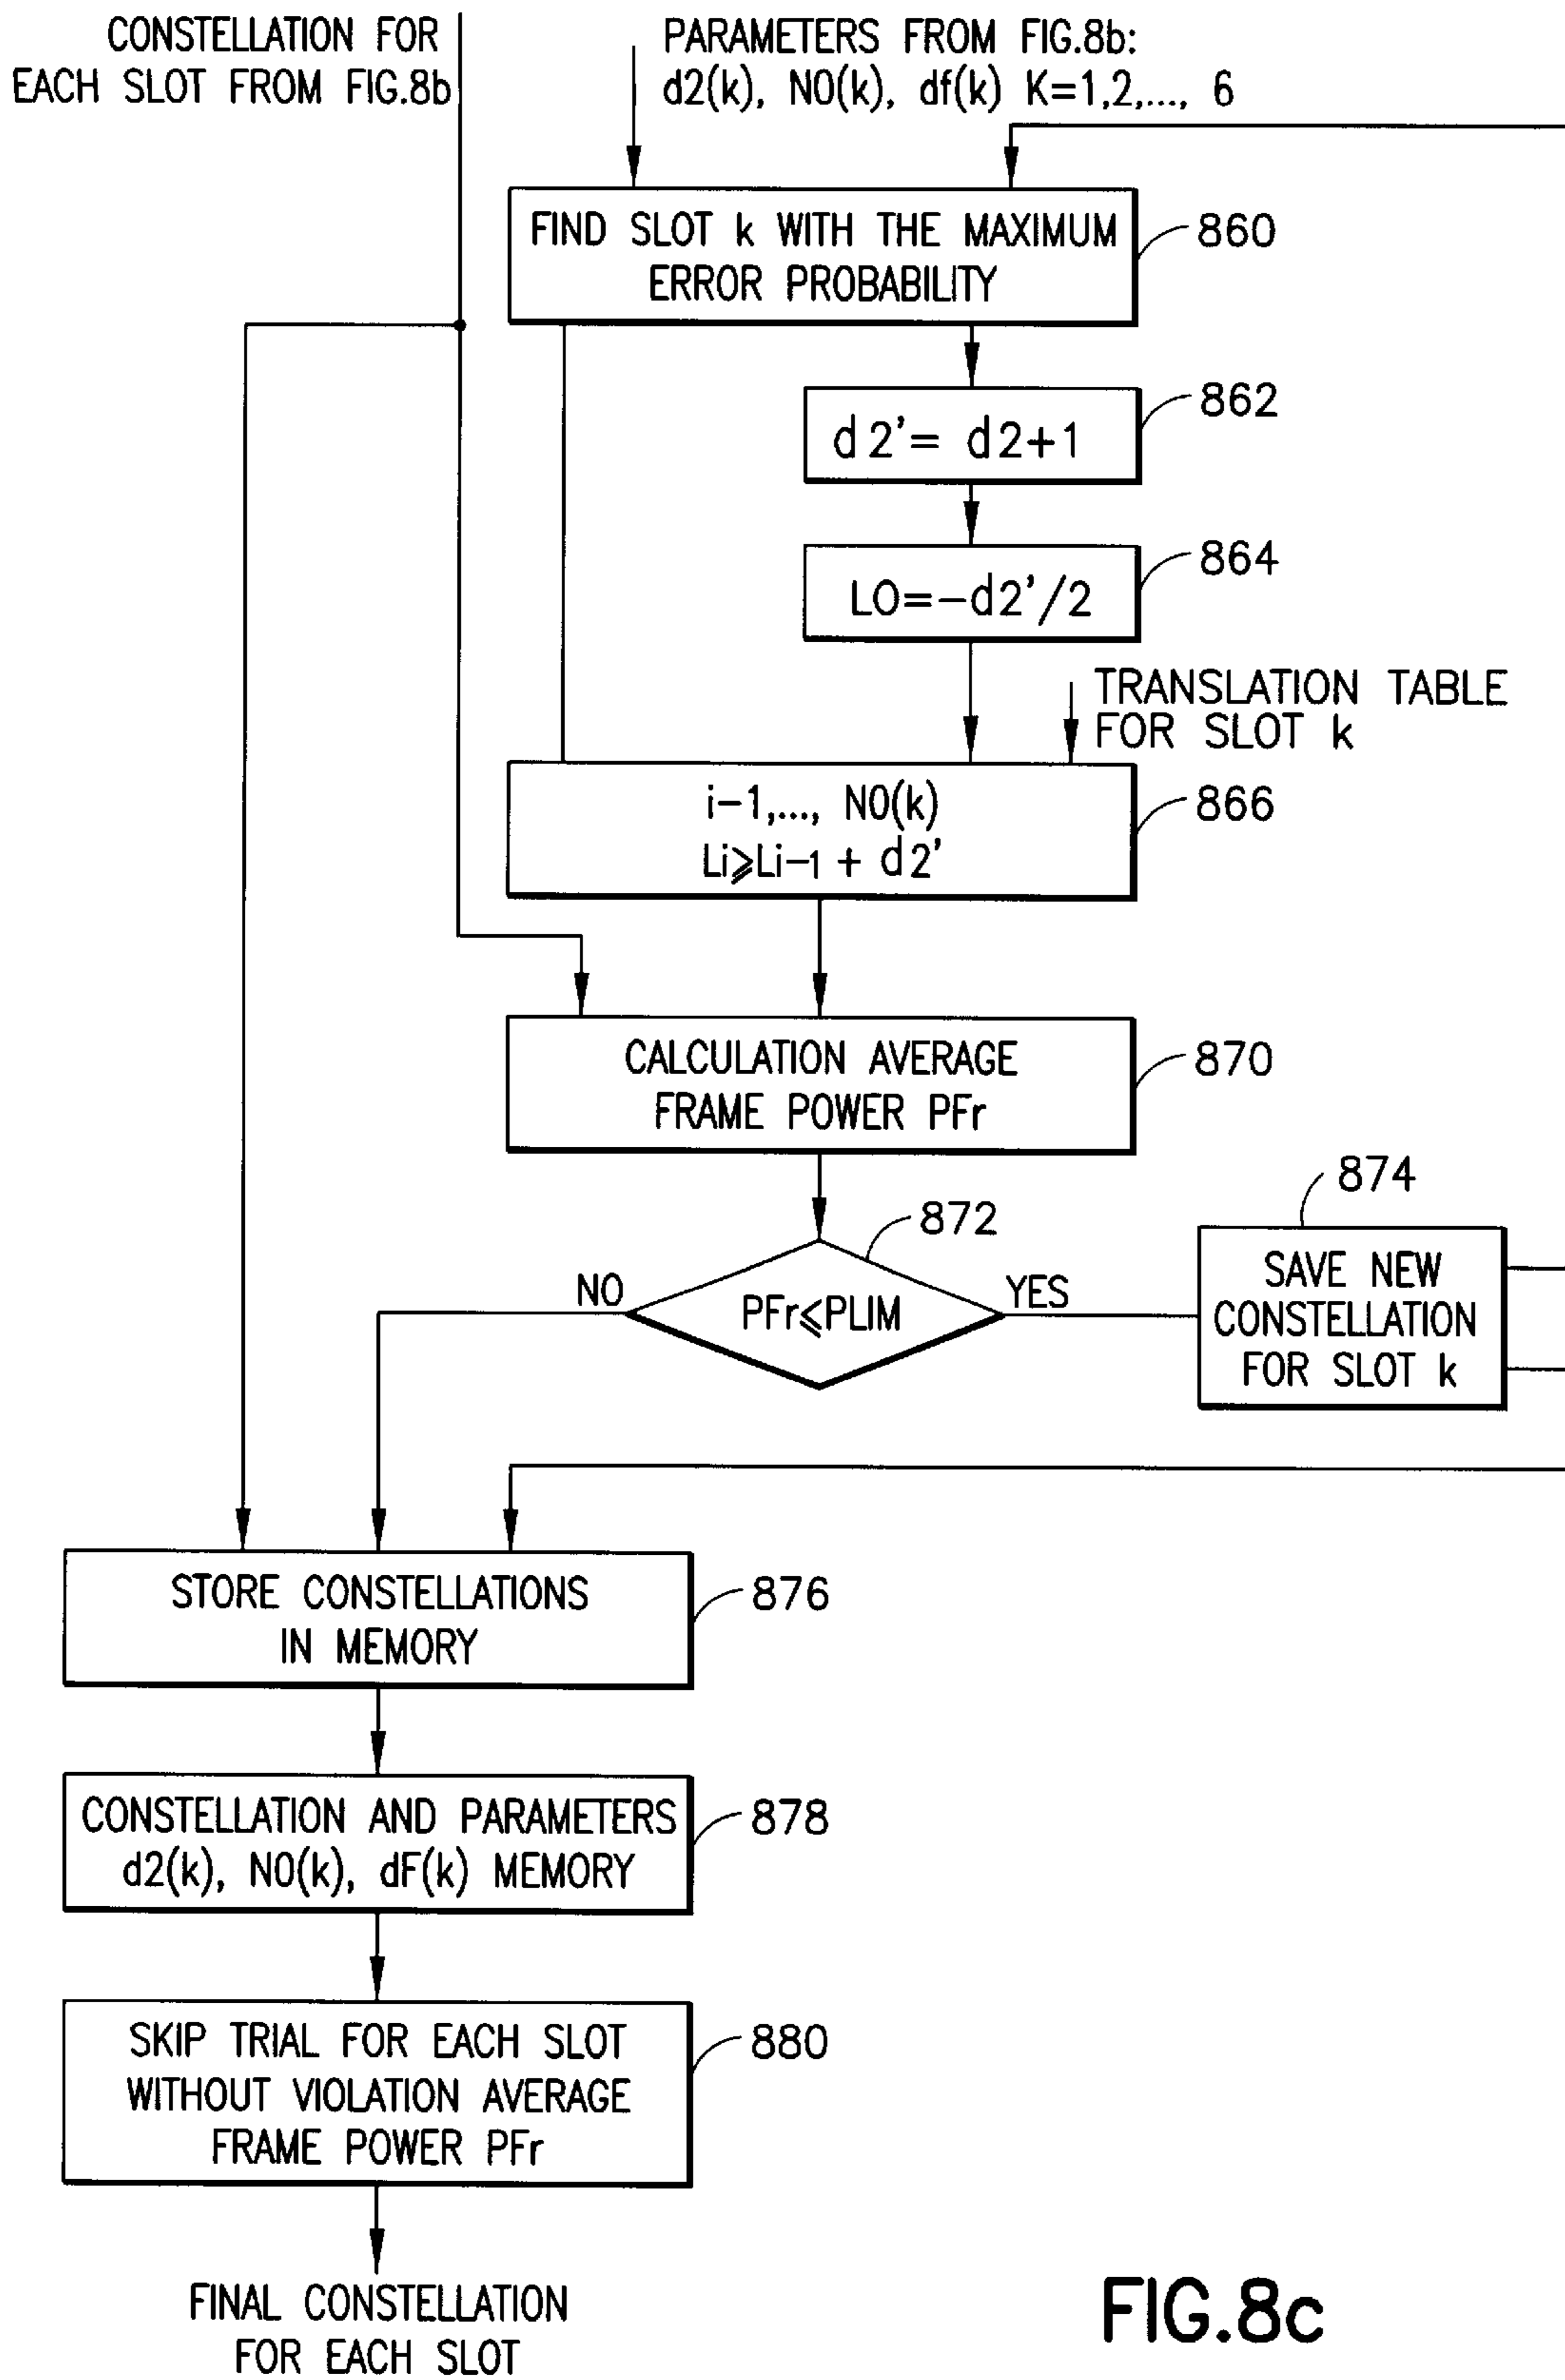 CONSTELLATION FOR
EACH SLOT FROM FIG.8b
PARAMETERS FROM FIG.8b:
d2(k), NO(k), df(k) K=1,2,..., 6
FIND SLOT k WITH THE MAXIMUM
ERROR PROBABILITY
860
862
d2'= d2+1
864
LO=-d2'/2
TRANSLATION TABLE
FOR SLOT k
i-1,..., NO(k)
Li⩾Li-1 + d2'
866
CALCULATION AVERAGE
FRAME POWER PFr
870
872
NO
PFr⩽PLIM
YES
874
SAVE NEW
CONSTELLATION
FOR SLOT k
STORE CONSTELLATIONS
IN MEMORY
876
CONSTELLATION AND PARAMETERS
d2(k), NO(k), dF(k) MEMORY
878
SKIP TRIAL FOR EACH SLOT
WITHOUT VIOLATION AVERAGE
FRAME POWER PFr
880
FINAL CONSTELLATION
FOR EACH SLOT
FIG.8c